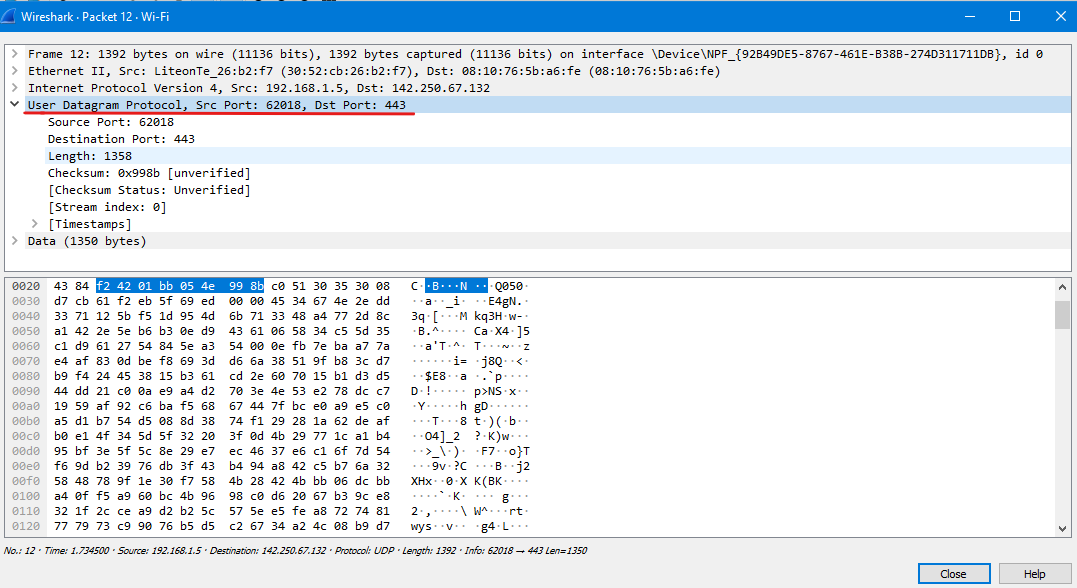 Wireshark · Packet 12 · Wi-Fi
Frame 12: 1392 bytes on wire (11136 bits), 1392 bytes captured (11136 bits) on interface \Device\NPF_{92B49DE5-8767-461E-B38B-274D311711DB}, id 0
Ethernet II, Src: LiteonTe_26:b2:f7 (30:52:cb:26:b2:f7), Dst: 08:10:76:5b:a6:fe (08:10:76:5b:a6:fe)
Internet Protocol Version 4, Src: 192.168.1.5, Dst: 142.250.67.132
User Datagram Protocol, Src Port: 62018, Dst Port: 443
Source Port: 62018
Destination Port: 443
Length: 1358
Checksum: 0x998b [unverified]
[Checksum Status: Unverified]
[Stream index: 0]
[Timestamps]
Data (1350 bytes)
0020 43 84 f2 42 01 bb 05 4e 99 8b c0 51 30 35 30 08 C··B···N ···Q050·
0030 d7 cb 61 f2 eb 5f 69 ed 00 00 45 34 67 4e 2e dd ··a··_i· ··E4gN.·
0040 33 71 12 5b f5 1d 95 4d 6b 71 33 48 a4 77 2d 8c 3q·[···M kq3H·w-·
0050 a1 42 2e 5e b6 b3 0e d9 43 61 06 58 34 c5 5d 35 ·B.^···· Ca·X4·]5
0060 c1 d9 61 27 54 84 5e a3 54 00 0e fb 7e ba a7 7a ··a'T·^· T···~··z
0070 e4 af 83 0d be f8 69 3d d6 6a 38 51 9f b8 3c d7 ······i= ·j8Q··<·
0080 b9 f4 24 45 38 15 b3 61 cd 2e 60 70 15 b1 d3 d5 ··$E8··a ·.`p····
0090 44 dd 21 c0 0a e9 a4 d2 70 3e 4e 53 e2 78 dc c7 D·!····· p>NS·x··
00a0 19 59 af 92 c6 ba f5 68 67 44 7f bc e0 a9 e5 c0 ·Y·····h gD······
00b0 a5 d1 b7 54 d5 08 8d 38 74 f1 29 28 1a 62 de af ···T···8 t·)(·b··
00c0 b0 e1 4f 34 5d 5f 32 20 3f 0d 4b 29 77 1c a1 b4 ··O4]_2  ?·K)w···
00d0 95 bf 3e 5f 5c 8e 29 e7 ec 46 37 e6 c1 6f 7d 54 ··>_\·)· ·F7··o}T
00e0 f6 9d b2 39 76 db 3f 43 b4 94 a8 42 c5 b7 6a 32 ···9v·?C ···B··j2
00f0 58 48 78 9f 1e 30 f7 58 4b 28 42 4b bb 06 dc bb XHx··0·X K(BK····
0100 a4 0f f5 a9 60 bc 4b 96 98 c0 d6 20 67 b3 9c e8 ····`·K· ··· g···
0110 32 1f 2c ce a9 d2 b2 5c 57 5e e5 fe a8 72 74 81 2·,····\ W^···rt·
0120 77 79 73 c9 90 76 b5 d5 c2 67 34 a2 4c 08 b9 d7 wys··v·· ·g4·L···
No.: 12 · Time: 1.734500 · Source: 192.168.1.5 · Destination: 142.250.67.132 · Protocol: UDP · Length: 1392 · Info: 62018 → 443 Len=1350
Close Help